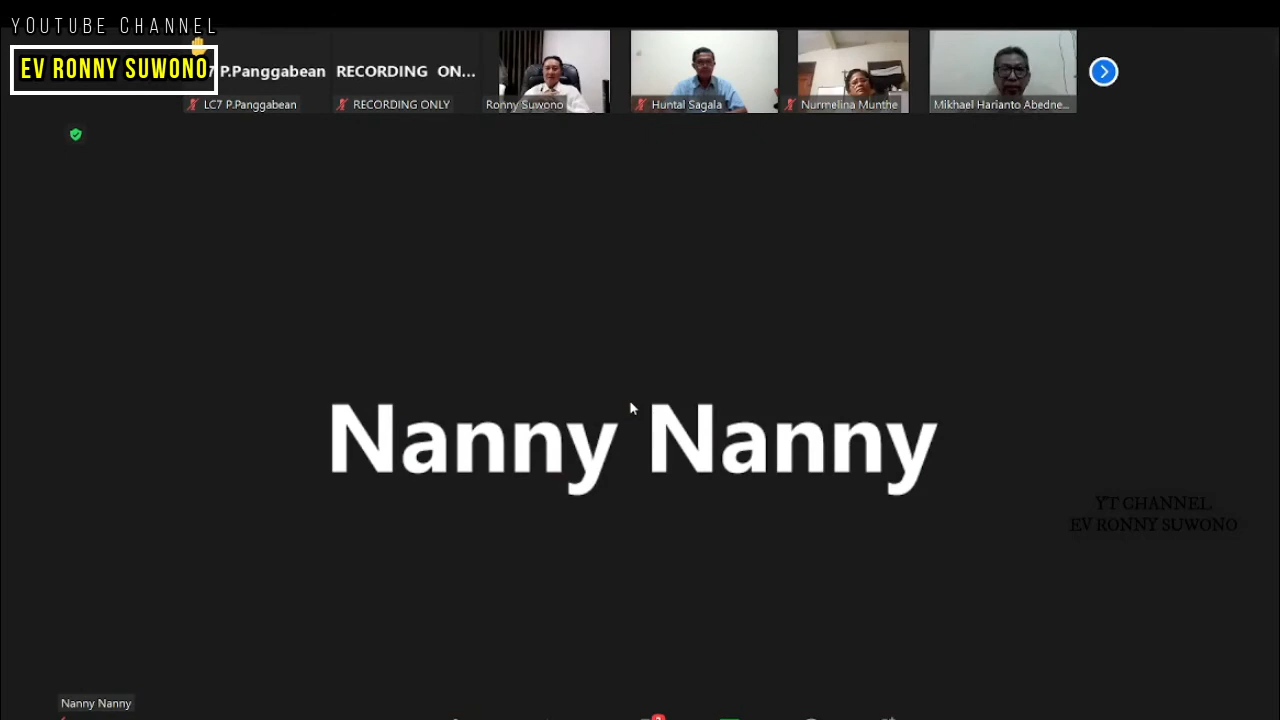 YOUTUBE CHANNEL
EV RONNY SUWONO
P.Panggabean
RECORDING ON...
LC7 P.Panggabean
RECORDING ONLY
Ronny Suwono
Huntal Sagala
Nurmelina Munthe
Mikhael Harianto Abedne...
Nanny Nanny
YT CHANNEL
EV RONNY SUWONO
Nanny Nanny